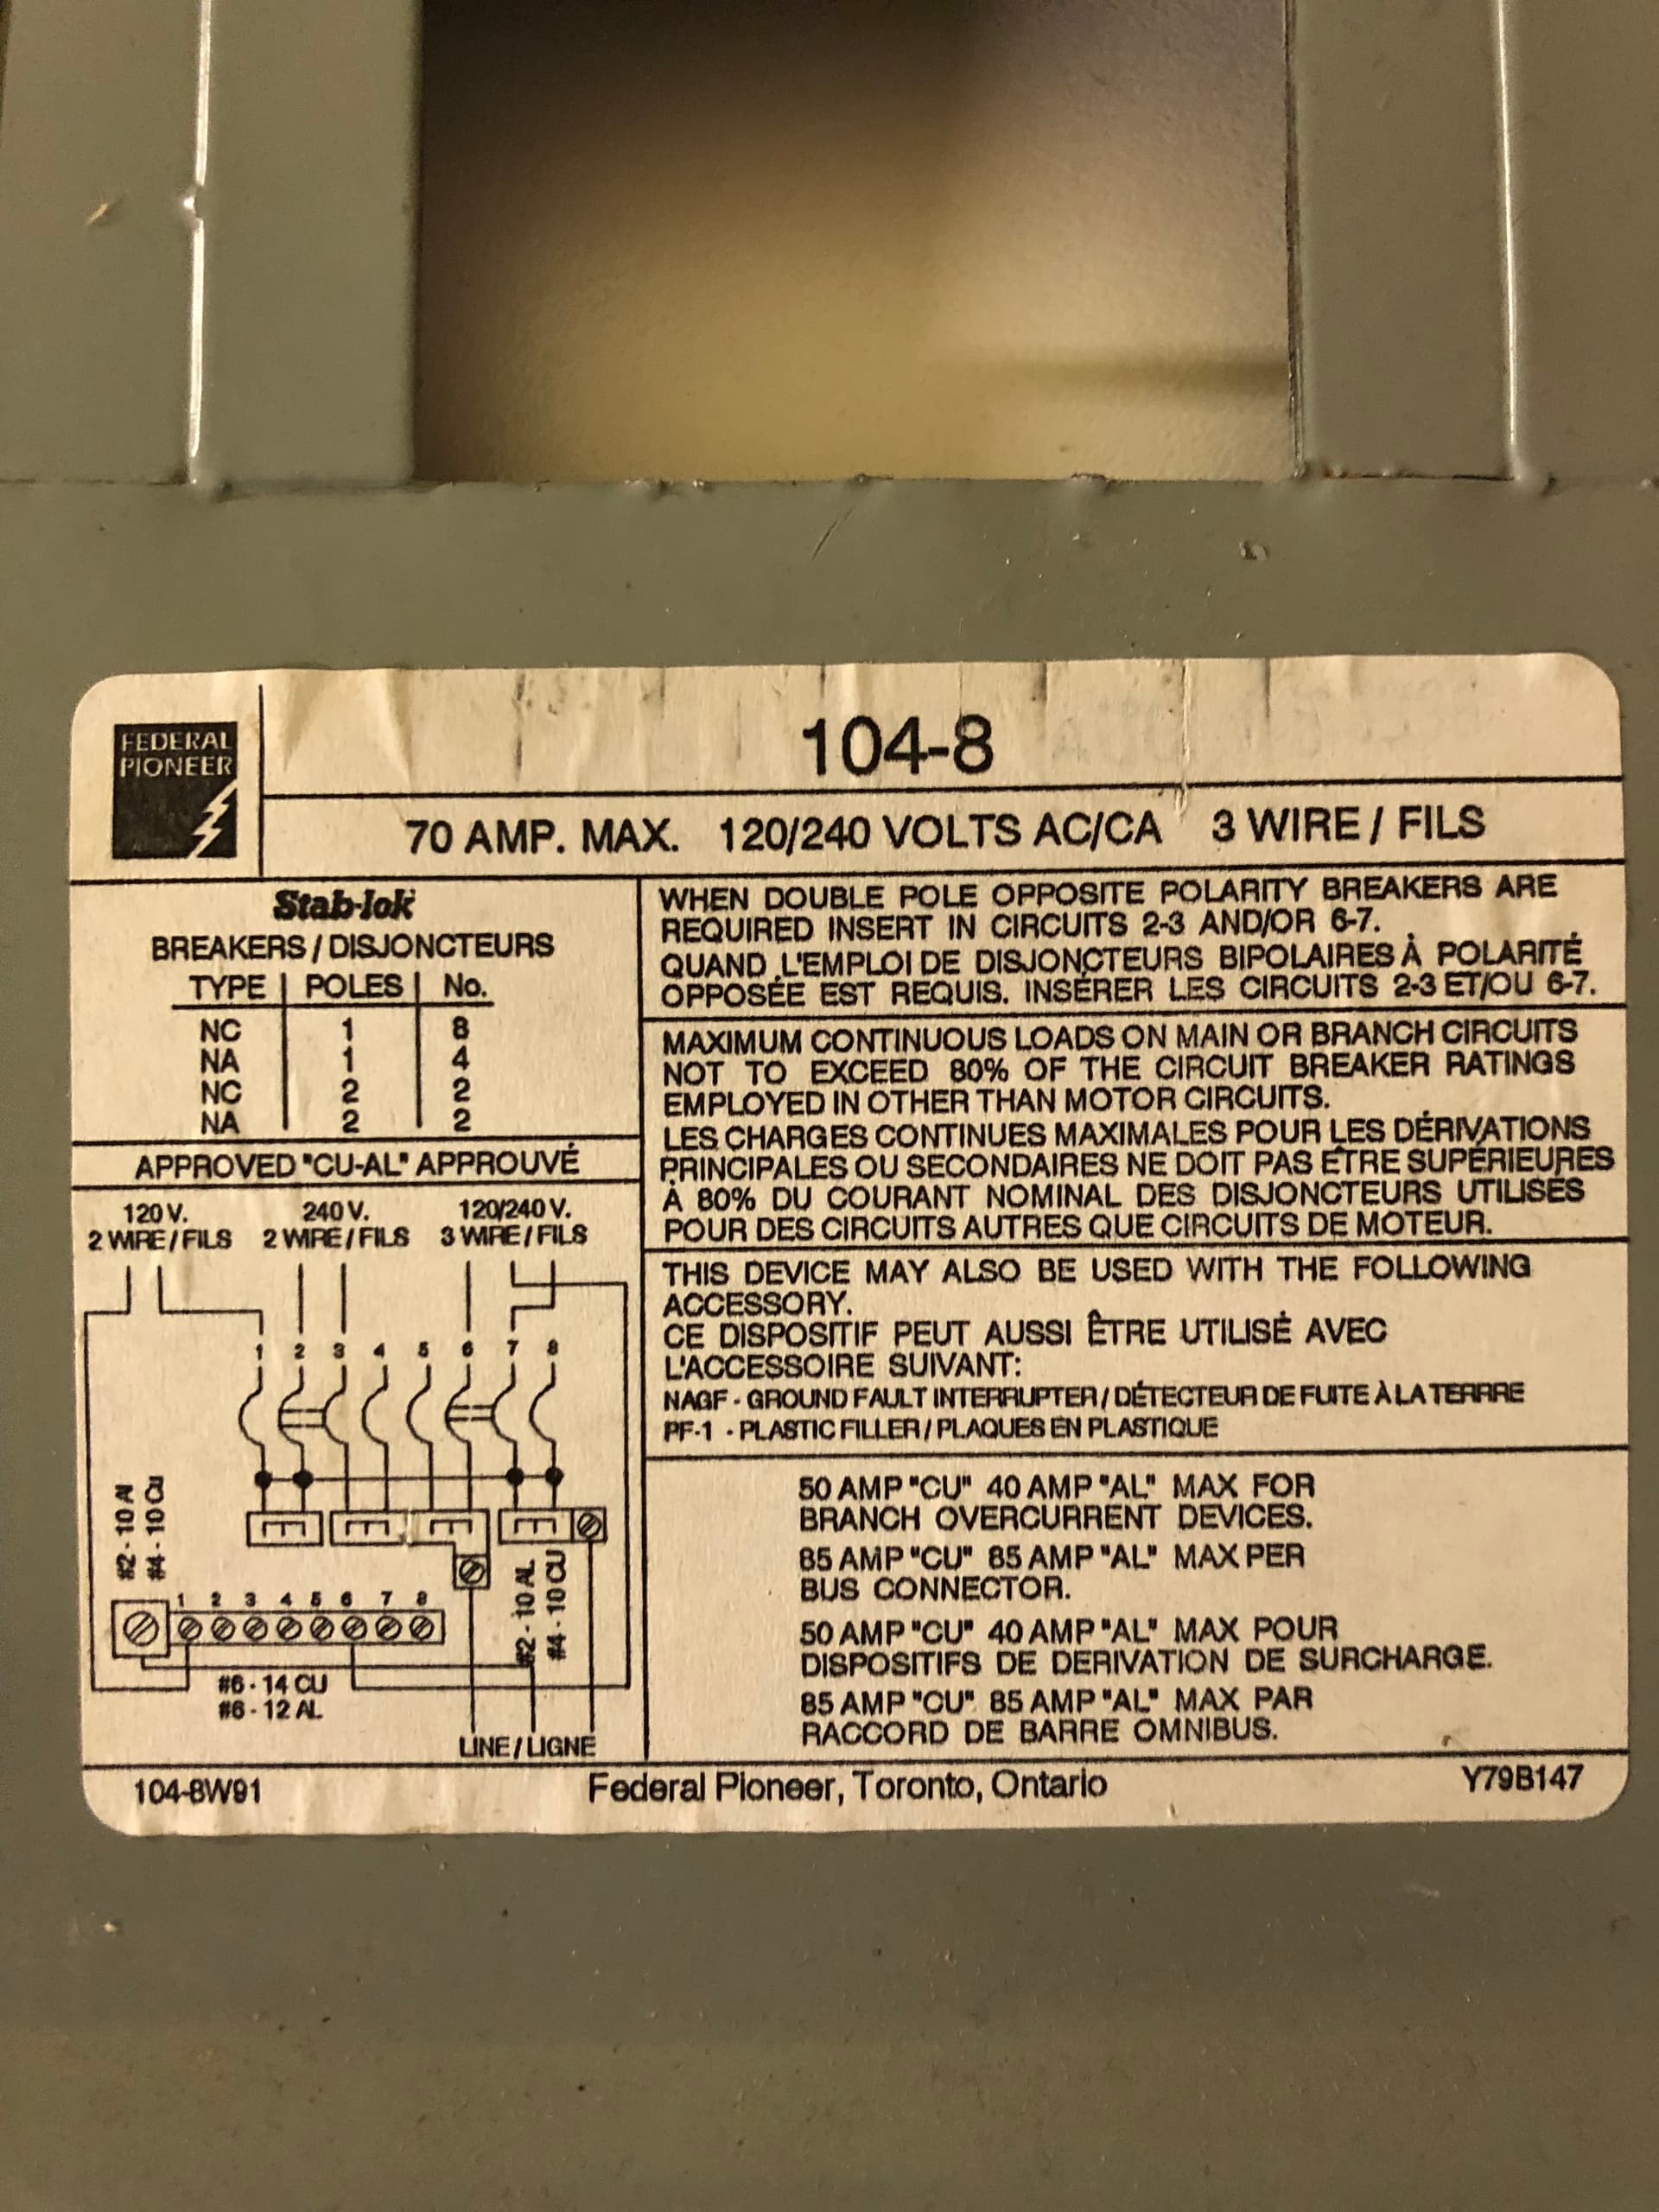 FEDERAL
PIONEER
104-8
70 AMP. MAX. 120/240 VOLTS AC/CA 3 WIRE / FILS
Stab-lok
BREAKERS / DISJONCTEURS
TYPE POLES No.
NC 1 8
NA 1 4
NC 2 2
NA 2 2
APPROVED "CU-AL" APPROUVÉ
120 V. 240 V. 120/240 V.
2 WIRE / FILS 2 WIRE / FILS 3 WIRE / FILS
1 2 3 4 5 6 7 8
#2 - 10 Al
#4 - 10 CU
1 2 3 4 5 6 7 8
#2 - 10 AL
#4 - 10 CU
#6 - 14 CU
#6 - 12 AL
LINE / LIGNE
WHEN DOUBLE POLE OPPOSITE POLARITY BREAKERS ARE
REQUIRED INSERT IN CIRCUITS 2-3 AND/OR 6-7.
QUAND L'EMPLOI DE DISJONCTEURS BIPOLAIRES À POLARITÉ
OPPOSÉE EST REQUIS. INSÉRER LES CIRCUITS 2-3 ET/OU 6-7.
MAXIMUM CONTINUOUS LOADS ON MAIN OR BRANCH CIRCUITS
NOT TO EXCEED 80% OF THE CIRCUIT BREAKER RATINGS
EMPLOYED IN OTHER THAN MOTOR CIRCUITS.
LES CHARGES CONTINUES MAXIMALES POUR LES DÉRIVATIONS
PRINCIPALES OU SECONDAIRES NE DOIT PAS ÊTRE SUPÉRIEURES
À 80% DU COURANT NOMINAL DES DISJONCTEURS UTILISÉS
POUR DES CIRCUITS AUTRES QUE CIRCUITS DE MOTEUR.
THIS DEVICE MAY ALSO BE USED WITH THE FOLLOWING
ACCESSORY.
CE DISPOSITIF PEUT AUSSI ÊTRE UTILISÉ AVEC
L'ACCESSOIRE SUIVANT:
NAGF - GROUND FAULT INTERRUPTER / DÉTECTEUR DE FUITE À LA TERRRE
PF-1 - PLASTIC FILLER / PLAQUES EN PLASTIQUE
50 AMP "CU" 40 AMP "AL" MAX FOR
BRANCH OVERCURRENT DEVICES.
85 AMP "CU" 85 AMP "AL" MAX PER
BUS CONNECTOR.
50 AMP "CU" 40 AMP "AL" MAX POUR
DISPOSITIFS DE DERIVATION DE SURCHARGE.
85 AMP "CU" 85 AMP "AL" MAX PAR
RACCORD DE BARRE OMNIBUS.
104-8W91 Federal Pioneer, Toronto, Ontario Y79B147